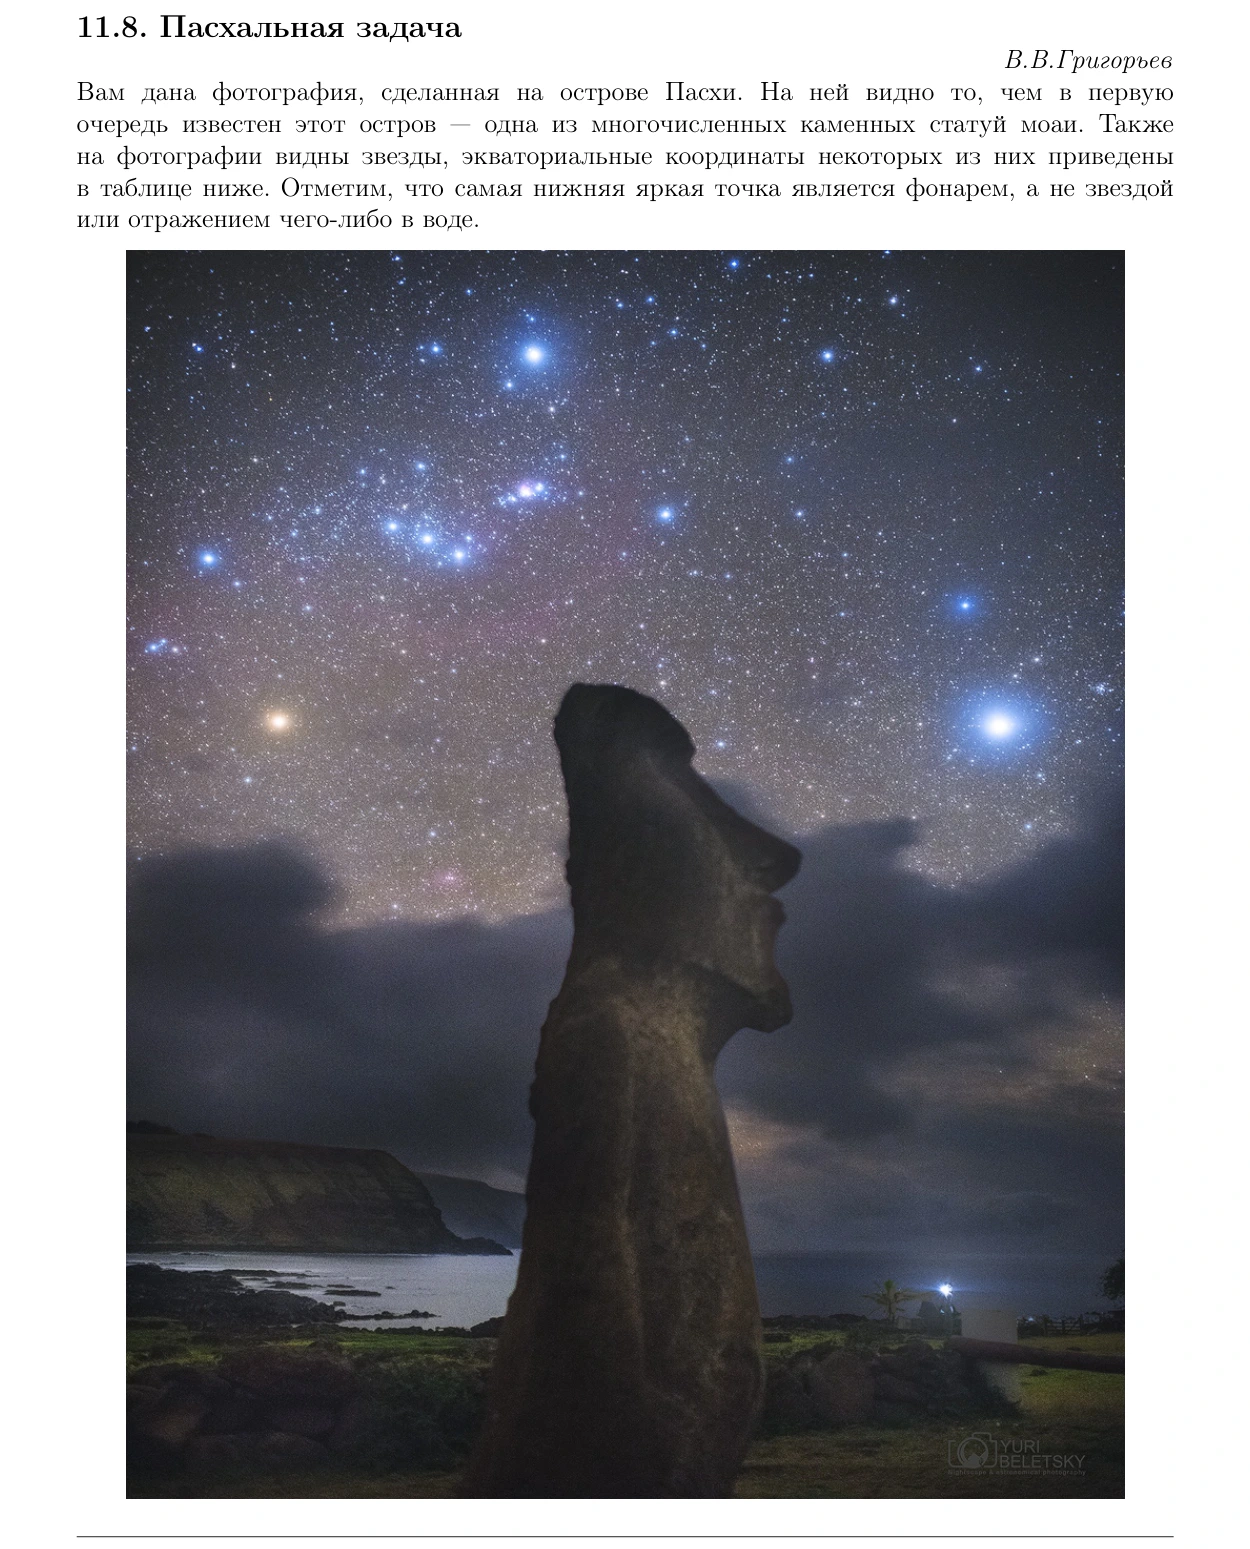 11.8. Пасхальная задача
В.В.Григорьев
Вам дана фотография, сделанная на острове Пасхи. На ней видно то, чем в первую
очередь известен этот остров — одна из многочисленных каменных статуй моаи. Также
на фотографии видны звезды, экваториальные координаты некоторых из них приведены
в таблице ниже. Отметим, что самая нижняя яркая точка является фонарем, а не звездой
или отражением чего-либо в воде.
YURI
BELETSKY
Nightscape & astronomical photography